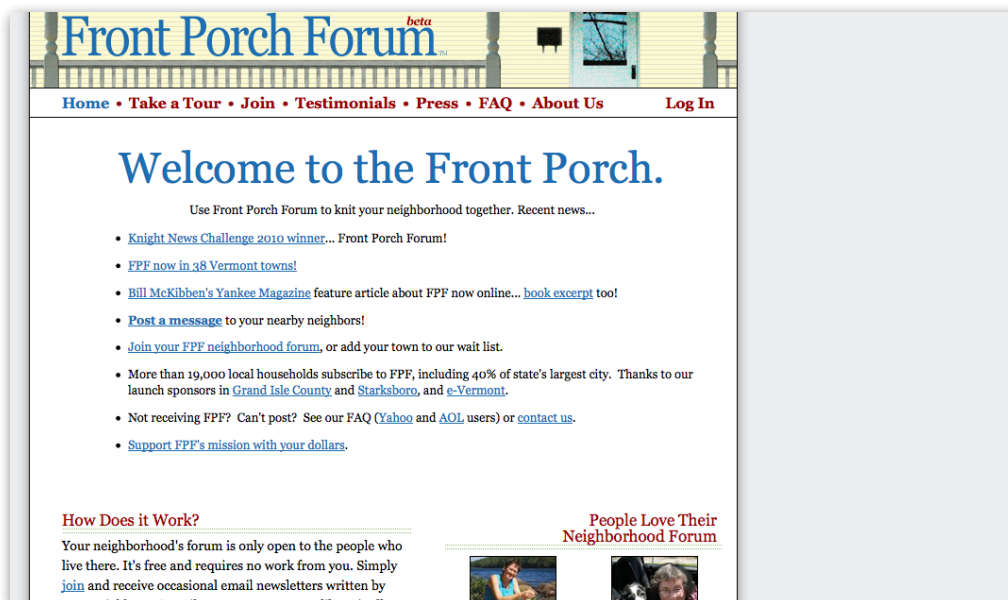 Front Porch Forum
beta
TM
Home • Take a Tour • Join • Testimonials • Press • FAQ • About Us
Log In
Welcome to the Front Porch.
Use Front Porch Forum to knit your neighborhood together. Recent news...
• Knight News Challenge 2010 winner... Front Porch Forum!
• FPF now in 38 Vermont towns!
• Bill McKibben's Yankee Magazine feature article about FPF now online... book excerpt too!
• Post a message to your nearby neighbors!
• Join your FPF neighborhood forum, or add your town to our wait list.
• More than 19,000 local households subscribe to FPF, including 40% of state's largest city.  Thanks to our
launch sponsors in Grand Isle County and Starksboro, and e-Vermont.
• Not receiving FPF?  Can't post?  See our FAQ (Yahoo and AOL users) or contact us.
• Support FPF's mission with your dollars.
How Does it Work?
Your neighborhood's forum is only open to the people who
live there. It's free and requires no work from you. Simply
join and receive occasional email newsletters written by
People Love Their
Neighborhood Forum